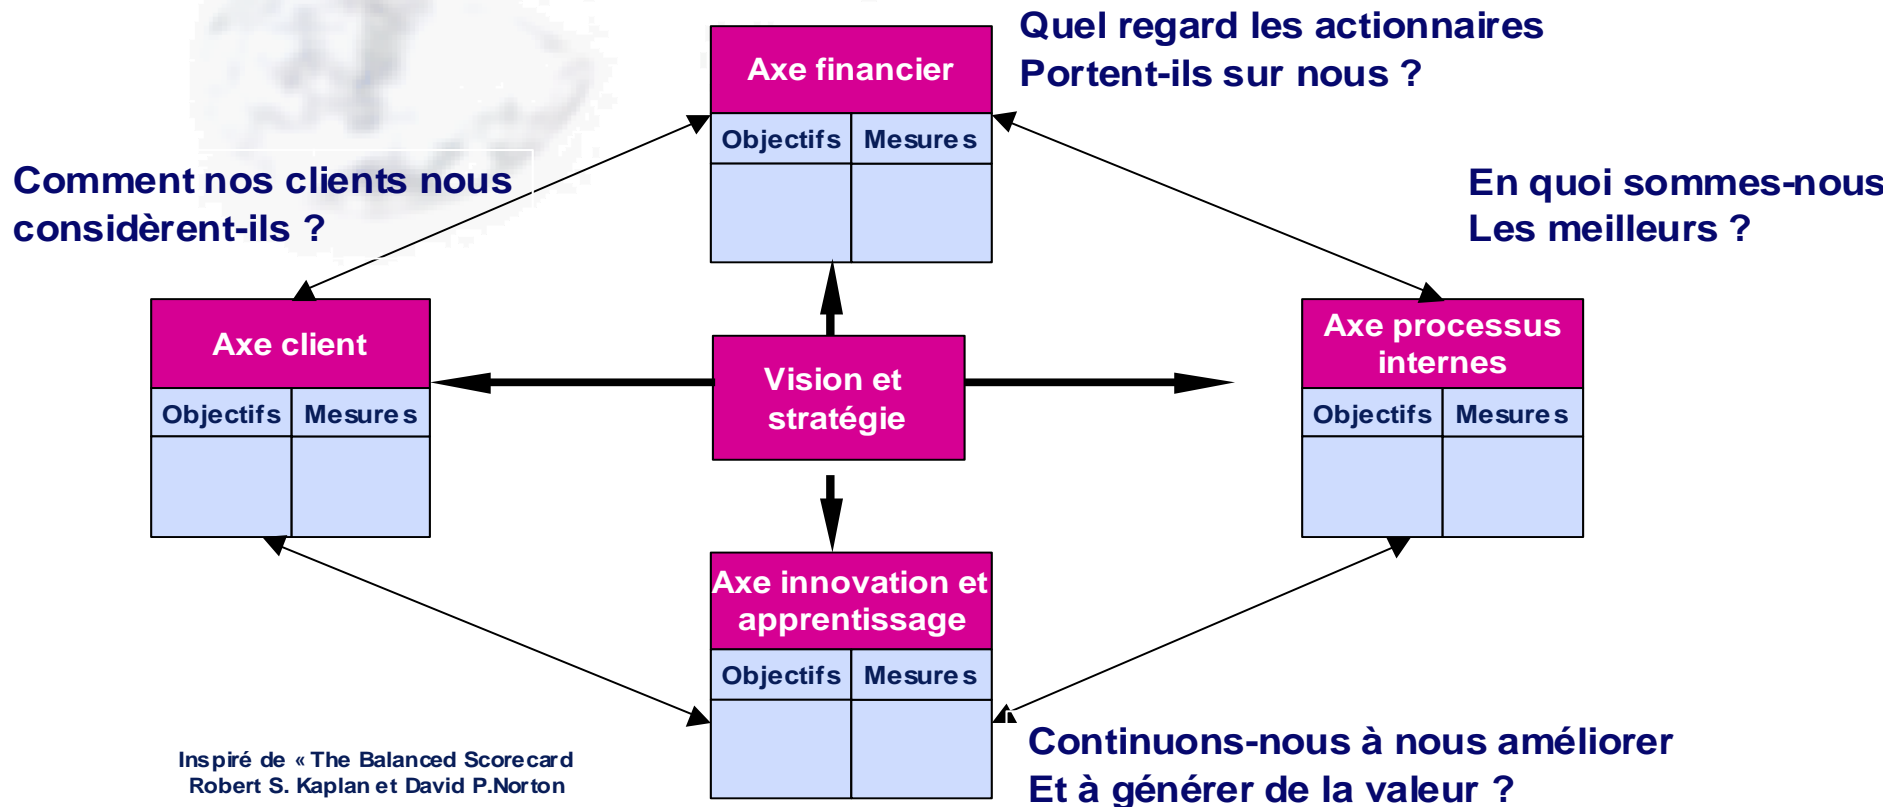 Quel regard les actionnaires
Portent-ils sur nous ?
Axe financier
Objectifs Mesures
Comment nos clients nous
considèrent-ils ?
En quoi sommes-nous
Les meilleurs ?
Axe client
Objectifs Mesures
Vision et
stratégie
Axe processus
internes
Objectifs Mesures
Axe innovation et
apprentissage
Objectifs Mesures
Continuons-nous à nous améliorer
Et à générer de la valeur ?
Inspiré de « The Balanced Scorecard
Robert S. Kaplan et David P.Norton